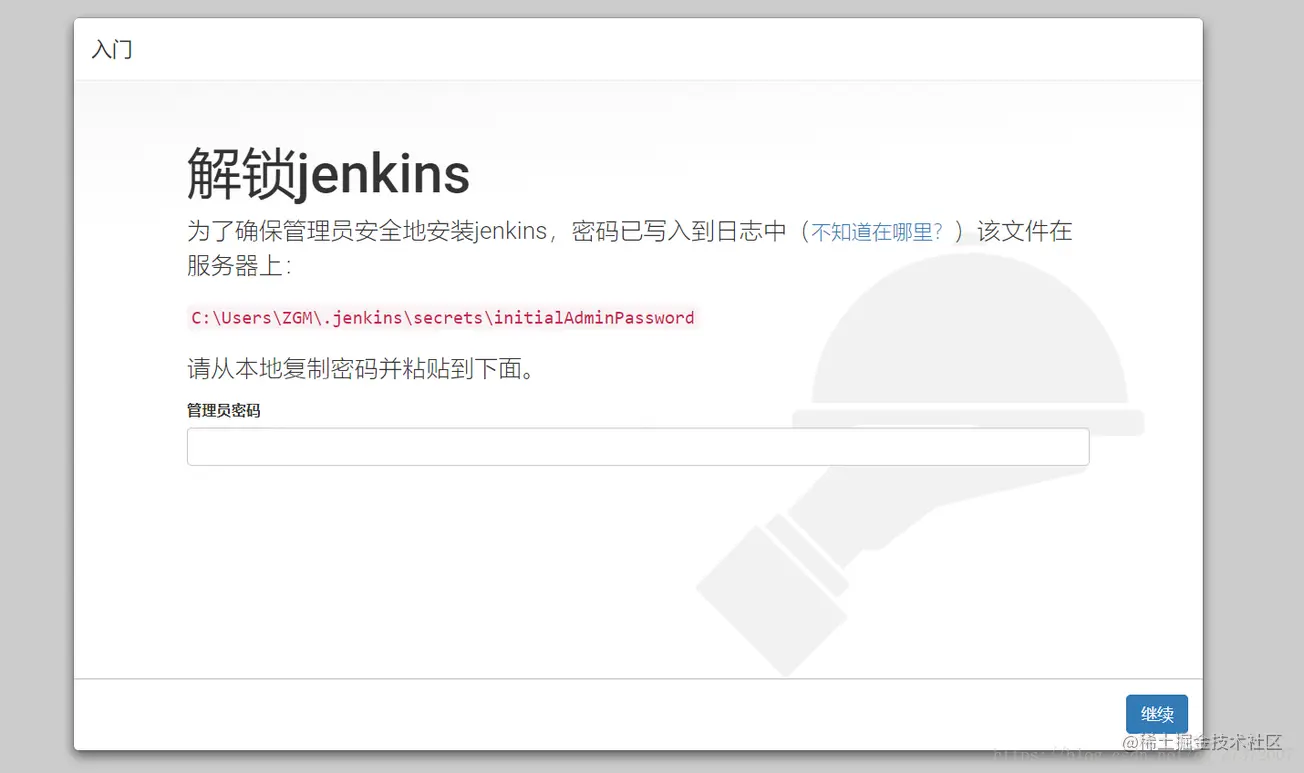 入门
解锁jenkins
为了确保管理员安全地安装jenkins，密码已写入到日志中（不知道在哪里？）该文件在
服务器上：
C:\Users\ZGM\.jenkins\secrets\initialAdminPassword
请从本地复制密码并粘贴到下面。
管理员密码
继续
@稀土掘金技术社区